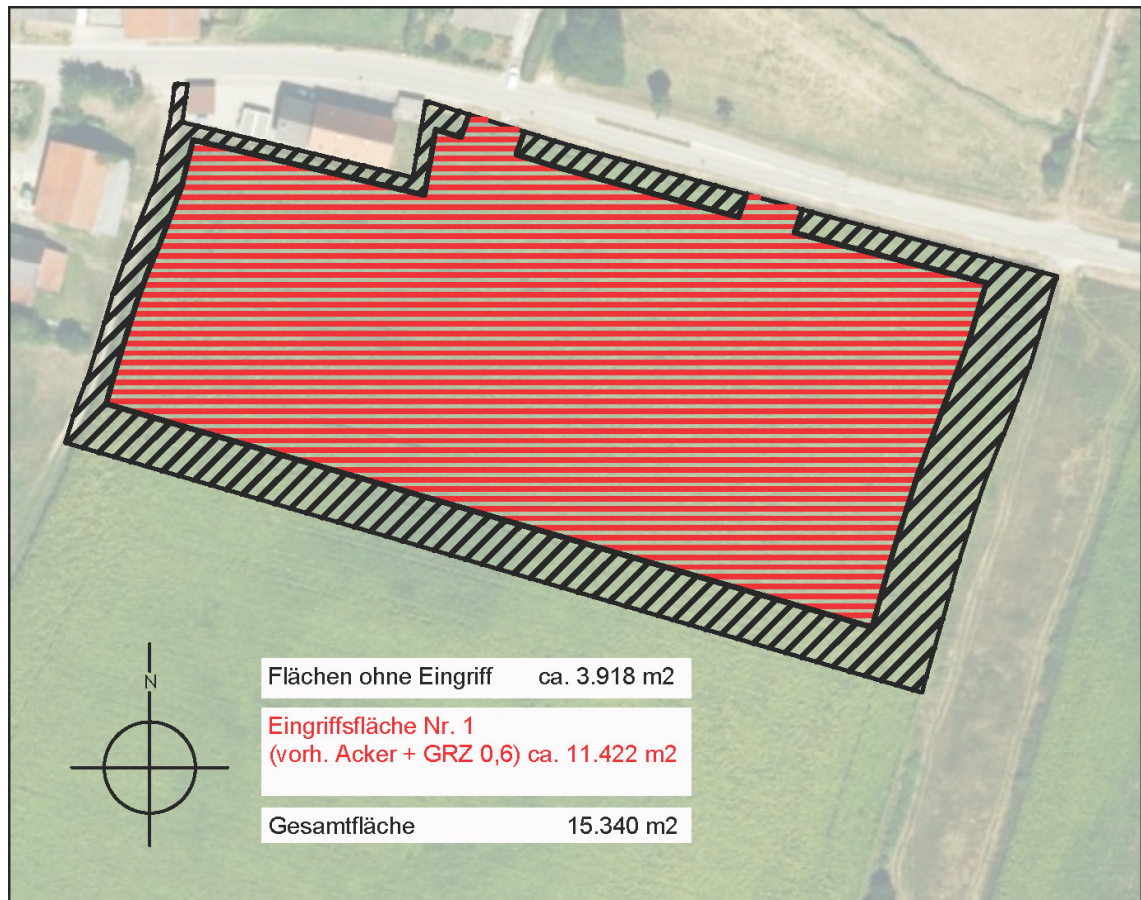 N
Flächen ohne Eingriff ca. 3.918 m2
Eingriffsfläche Nr. 1
(vorh. Acker + GRZ 0,6) ca. 11.422 m2
Gesamtfläche 15.340 m2